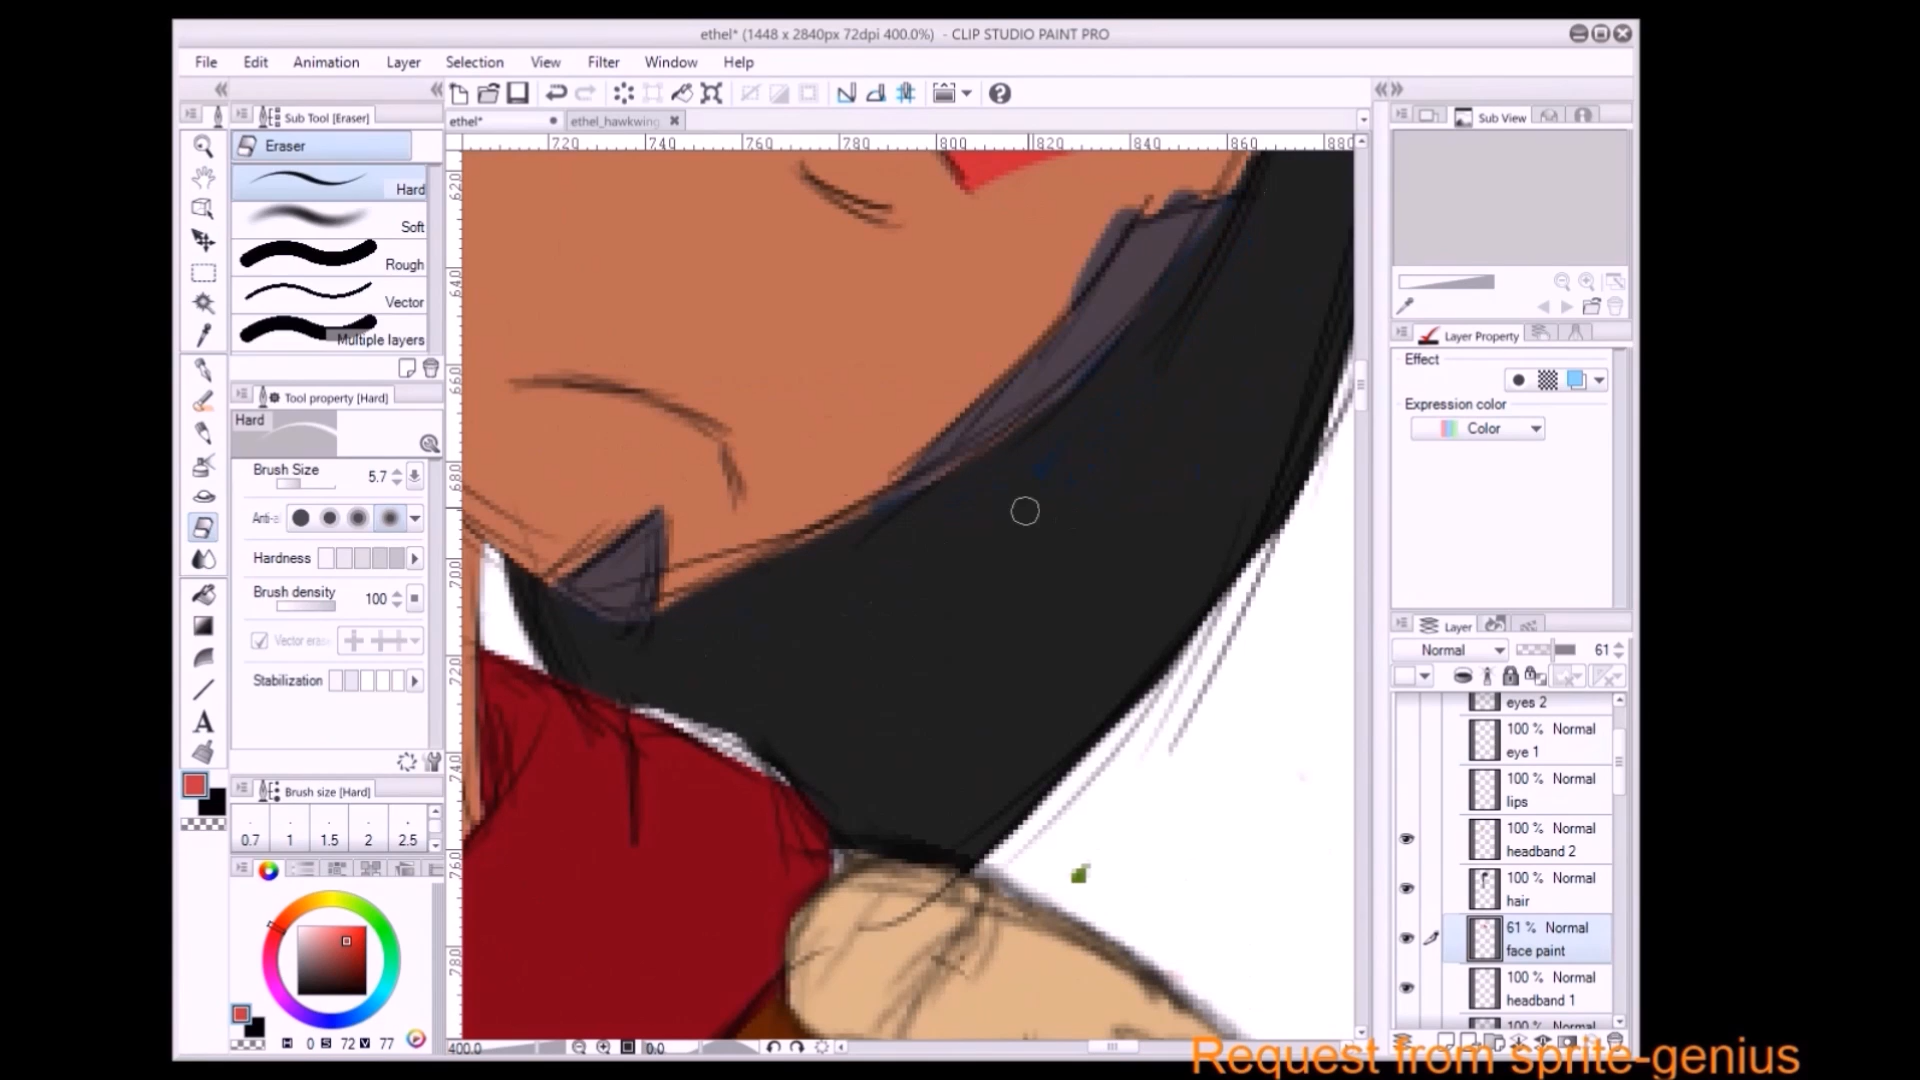 ethel* (1448 x 2840px 72dpi 400.0%) - CLIP STUDIO PAINT PRO
File Edit Animation Layer Selection View Filter Window Help
Sub Tool [Eraser]
ethel* ethel_hawkwing
Sub View
Eraser
720 740 760 780 800 820 840 860 880
Hard
Soft
Rough
Vector
Multiple layers
620
640
660
680
700
720
740
760
780
Tool property [Hard]
Hard
Brush Size 5.7
Anti-a
Hardness
Brush density 100
Vector eras
Stabilization
Brush size [Hard]
0.7 1 1.5 2 2.5
H 0 S 72 V 77
400.0 0.0
Layer Property
Effect
Expression color
Color
Layer
Normal 61
eyes 2
100 % Normal
eye 1
100 % Normal
lips
100 % Normal
headband 2
100 % Normal
hair
61 % Normal
face paint
100 % Normal
headband 1
100 % Normal
Request from sprite-genius